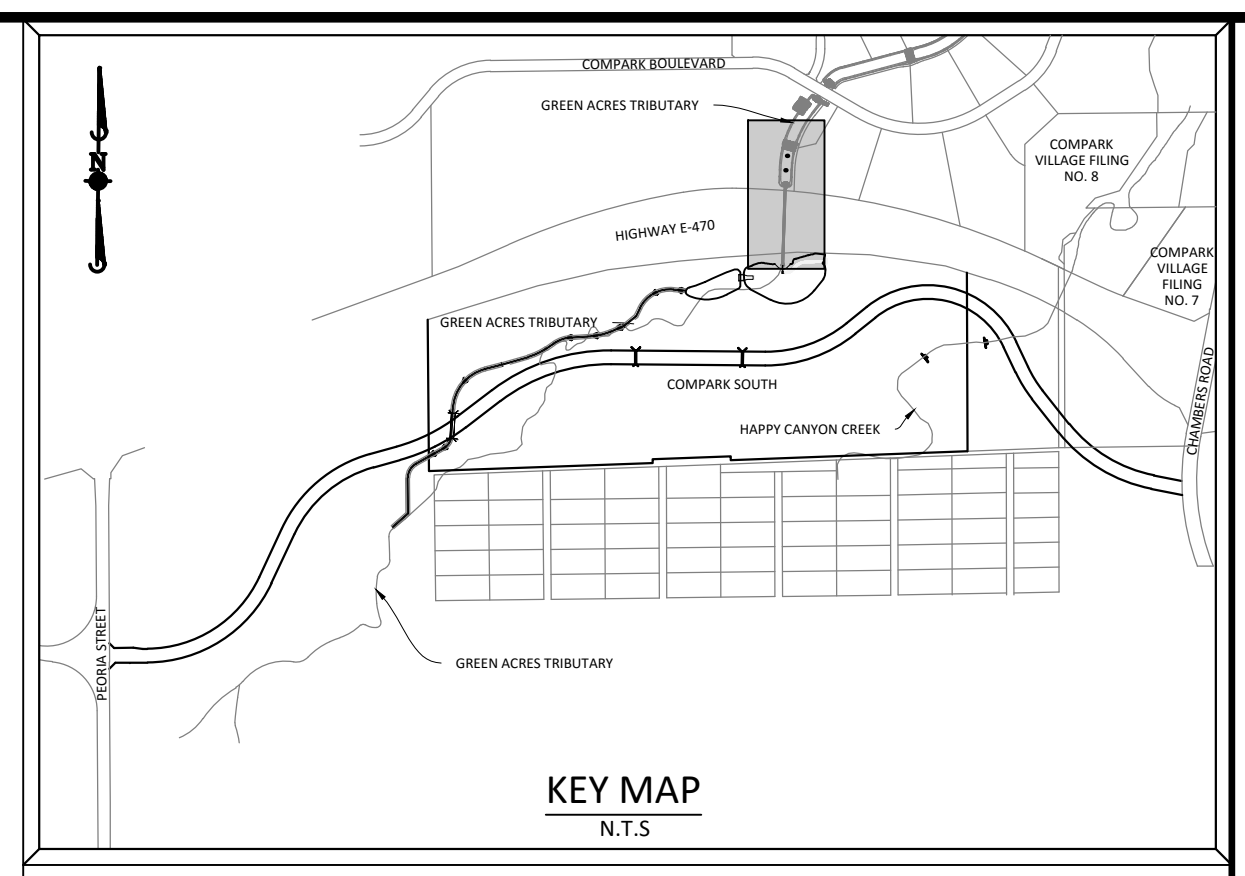 COMPARK BOULEVARD
GREEN ACRES TRIBUTARY
COMPARK
VILLAGE FILING
NO. 8
N
HIGHWAY E-470
COMPARK
VILLAGE
FILING
NO. 7
GREEN ACRES TRIBUTARY
COMPARK SOUTH
HAPPY CANYON CREEK
CHAMBERS ROAD
PEORIA STREET
GREEN ACRES TRIBUTARY
KEY MAP
N.T.S